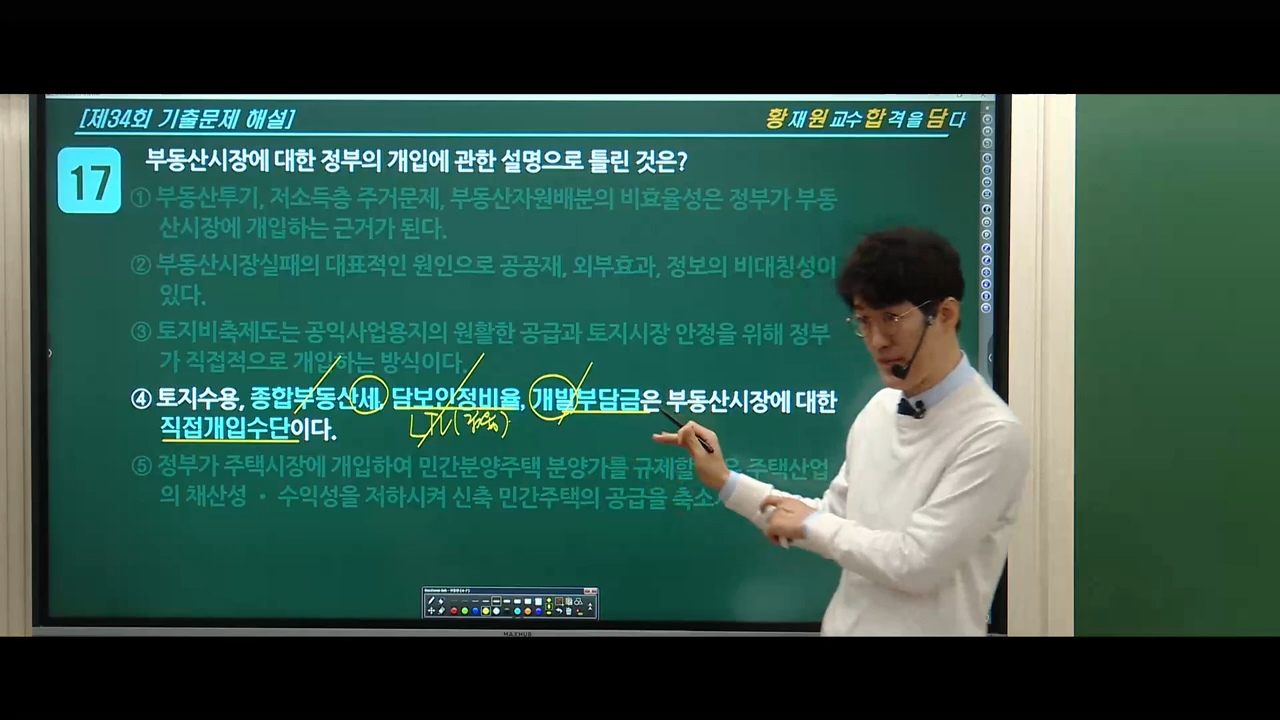 [제34회 기출문제 해설]
황재원교수합격을담다
17
부동산시장에 대한 정부의 개입에 관한 설명으로 틀린 것은?
① 부동산투기, 저소득층 주거문제, 부동산자원배분의 비효율성은 정부가 부동
산시장에 개입하는 근거가 된다.
② 부동산시장실패의 대표적인 원인으로 공공재, 외부효과, 정보의 비대칭성이
있다.
③ 토지비축제도는 공익사업용지의 원활한 공급과 토지시장 안정을 위해 정부
가 직접적으로 개입하는 방식이다.
④ 토지수용, 종합부동산세, 담보인정비율, 개발부담금은 부동산시장에 대한
직접개입수단이다.
LTV(금융)
⑤ 정부가 주택시장에 개입하여 민간분양주택 분양가를 규제할 주택산업
의 채산성 · 수익성을 저하시켜 신축 민간주택의 공급을 축소
MAXHUB